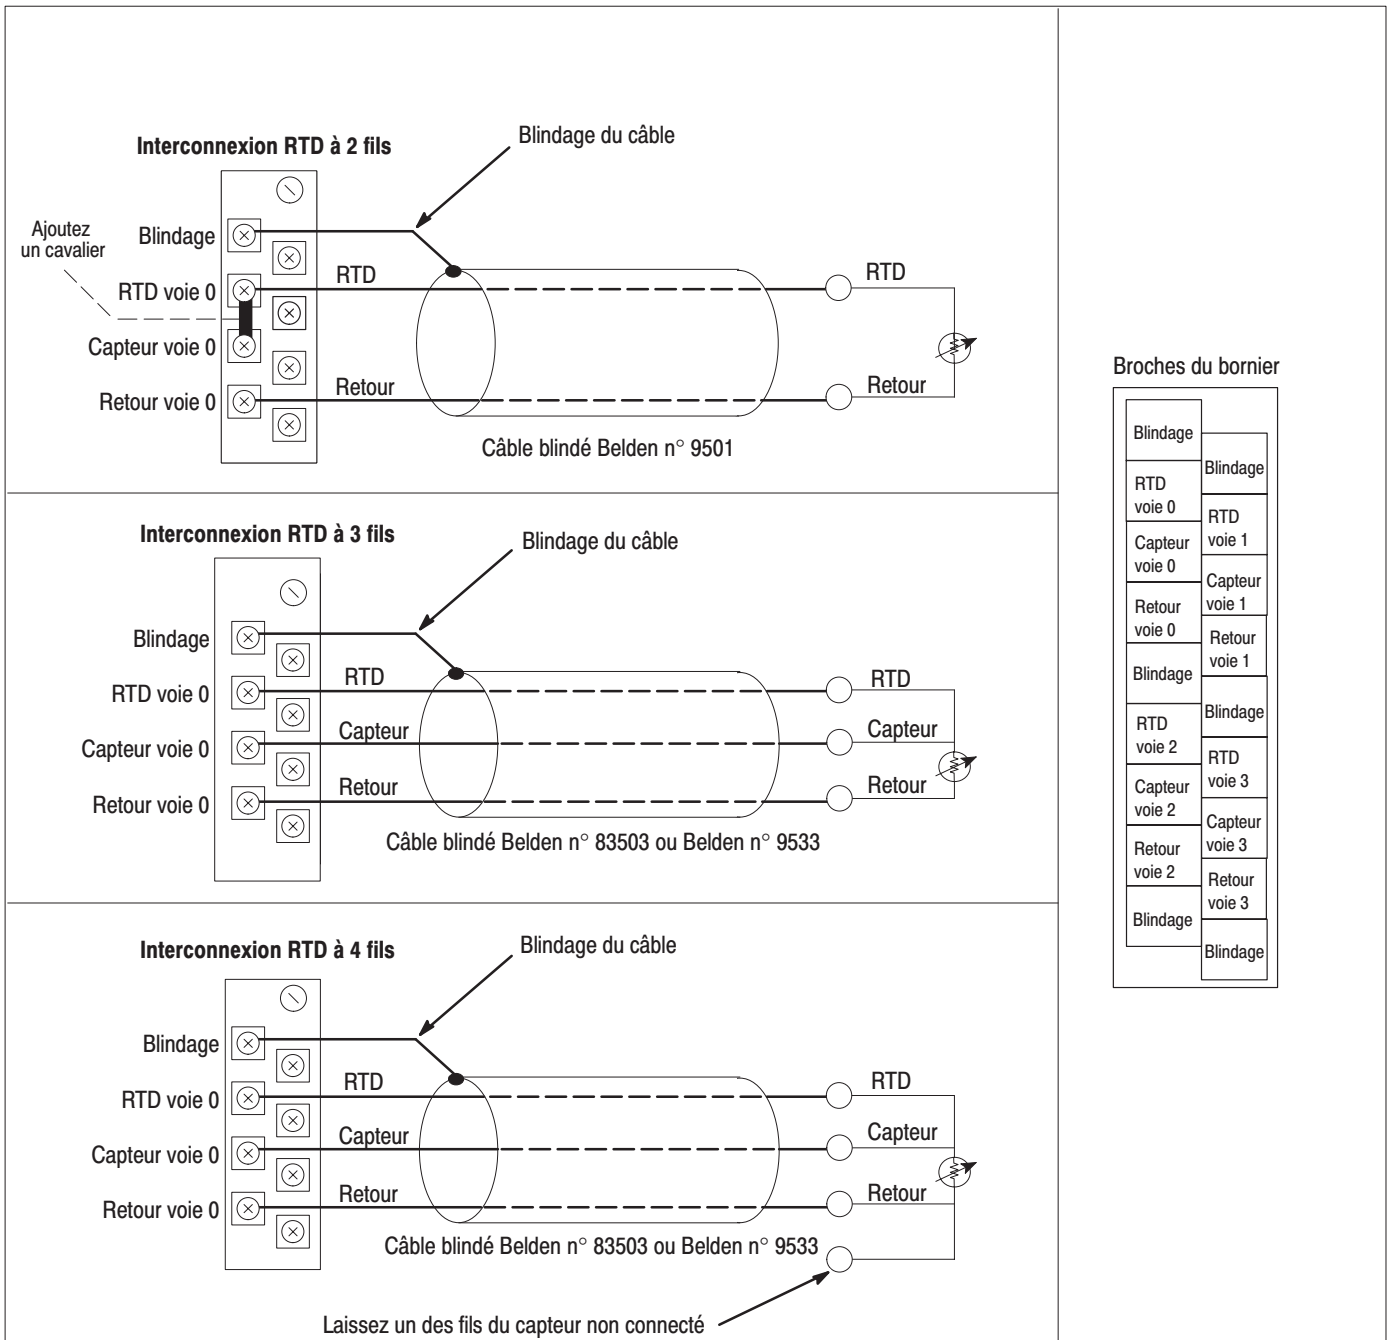 Interconnexion RTD à 2 fils
Blindage du câble
Ajoutez
un cavalier
Blindage
RTD voie 0
Capteur voie 0
Retour voie 0
RTD
Retour
RTD
Retour
Câble blindé Belden n° 9501
Interconnexion RTD à 3 fils
Blindage du câble
Blindage
RTD voie 0
Capteur voie 0
Retour voie 0
RTD
Capteur
Retour
RTD
Capteur
Retour
Câble blindé Belden n° 83503 ou Belden n° 9533
Interconnexion RTD à 4 fils
Blindage du câble
Blindage
RTD voie 0
Capteur voie 0
Retour voie 0
RTD
Capteur
Retour
RTD
Capteur
Retour
Câble blindé Belden n° 83503 ou Belden n° 9533
Laissez un des fils du capteur non connecté
Broches du bornier
Blindage
RTD
voie 0
Capteur
voie 0
Retour
voie 0
Blindage
RTD
voie 2
Capteur
voie 2
Retour
voie 2
Blindage
Blindage
RTD
voie 1
Capteur
voie 1
Retour
voie 1
Blindage
RTD
voie 3
Capteur
voie 3
Retour
voie 3
Blindage